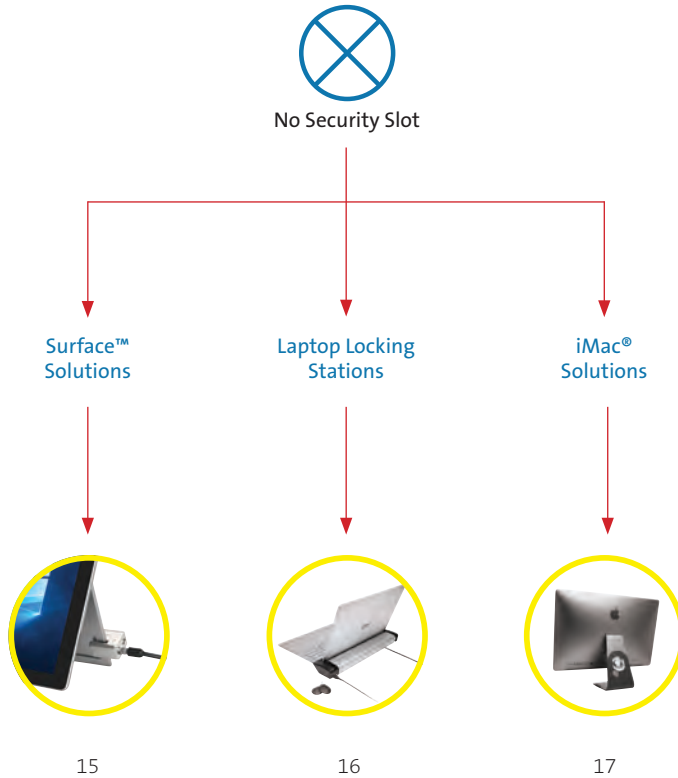 No Security Slot
Surface™
Solutions
Laptop Locking
Stations
iMac®
Solutions
15
16
17